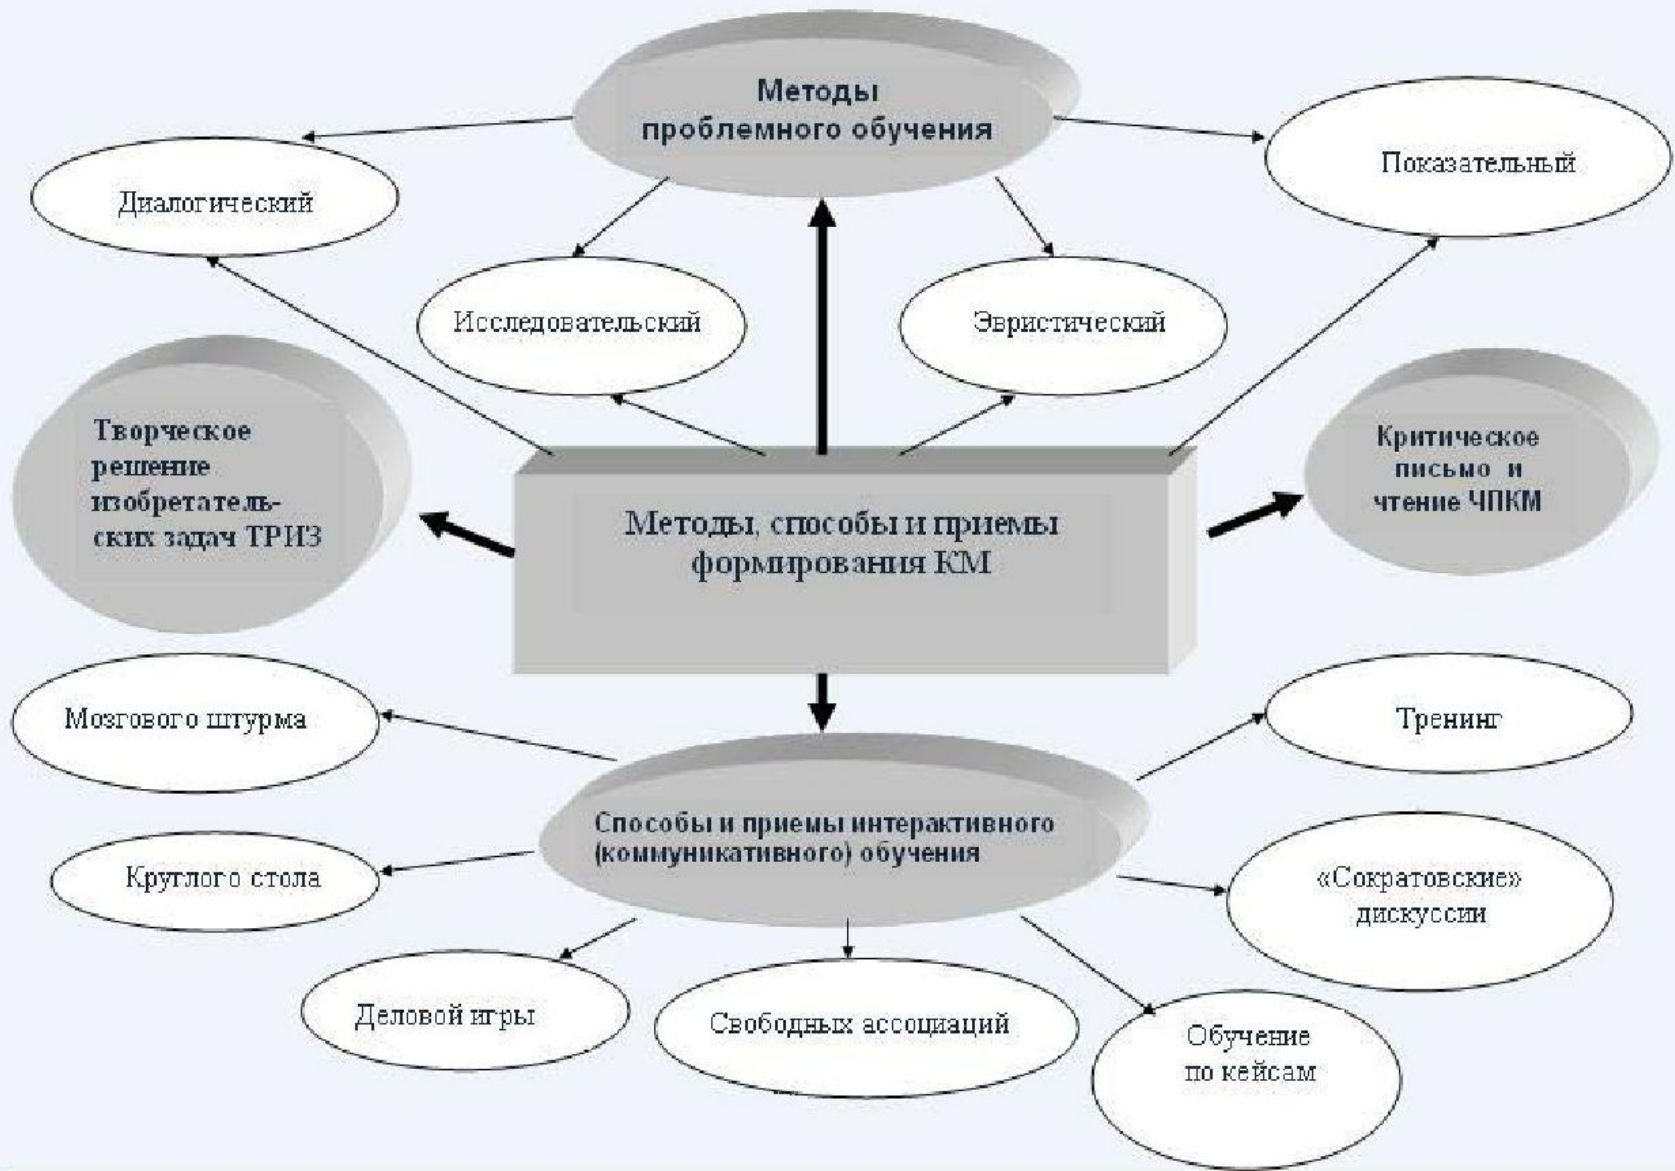 Методы
проблемного обучения
Диалогический
Показательный
Исследовательский
Эвристический
Творческое
решение
изобретатель-
ских задач ТРИЗ
Критическое
письмо и
чтение ЧПКМ
Методы, способы и приемы
формирования КМ
Мозгового штурма
Тренинг
Способы и приемы интерактивного
(коммуникативного) обучения
Круглого стола
«Сократовские»
дискуссии
Деловой игры
Свободных ассоциаций
Обучение
по кейсам